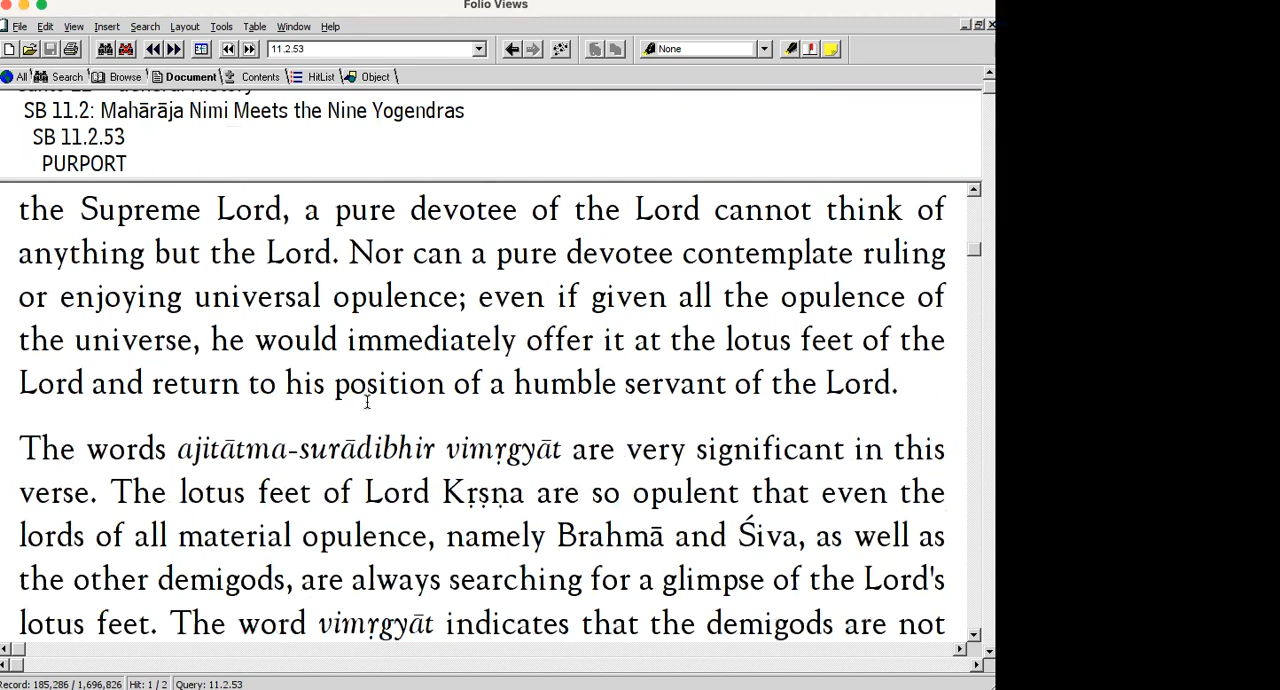 Folio Views
File Edit View Insert Search Layout Tools Table Window Help
11.2.53 None
All Search Browse Document Contents HitList Object
SB 11.2: Mahārāja Nimi Meets the Nine Yogendras
SB 11.2.53
PURPORT
the Supreme Lord, a pure devotee of the Lord cannot think of
anything but the Lord. Nor can a pure devotee contemplate ruling
or enjoying universal opulence; even if given all the opulence of
the universe, he would immediately offer it at the lotus feet of the
Lord and return to his position of a humble servant of the Lord.
The words ajitātma-surādibhir vimṛgyāt are very significant in this
verse. The lotus feet of Lord Kṛṣṇa are so opulent that even the
lords of all material opulence, namely Brahmā and Śiva, as well as
the other demigods, are always searching for a glimpse of the Lord's
lotus feet. The word vimṛgyāt indicates that the demigods are not
Record: 185,286 / 1,696,826 Hit: 1 / 2 Query: 11.2.53